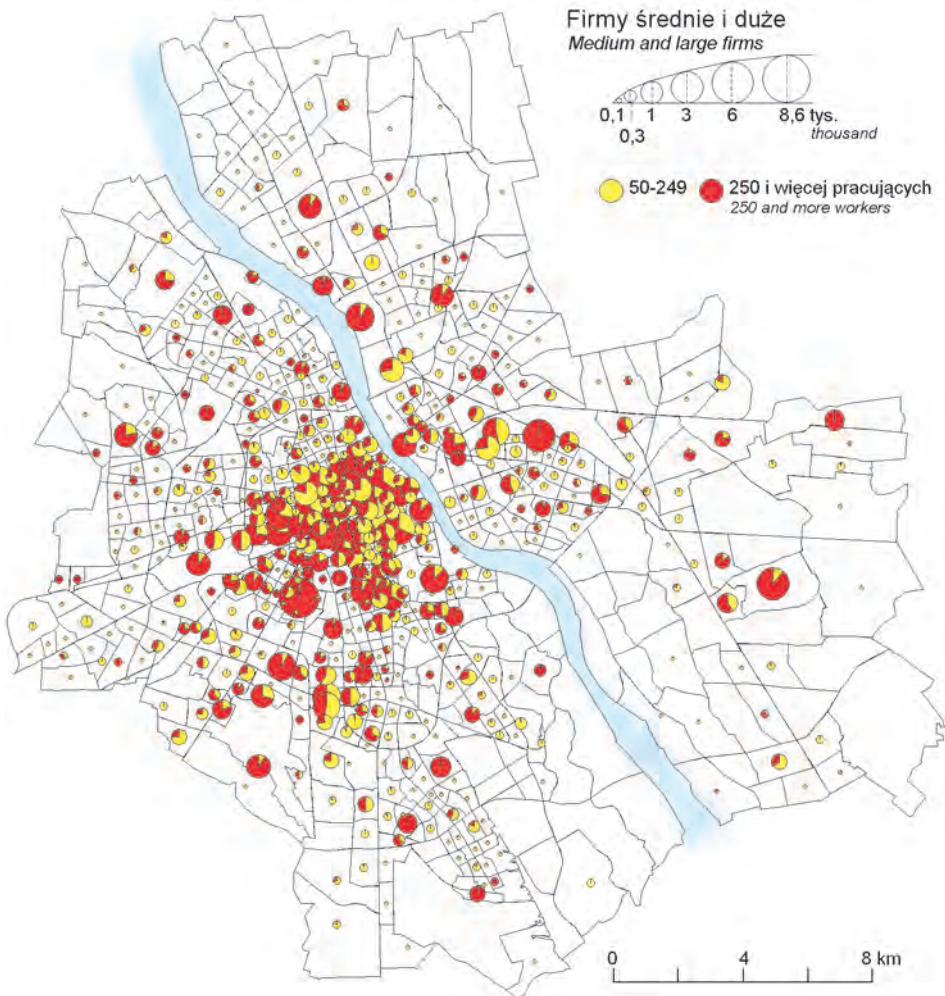 Firmy średnie i duże
Medium and large firms
0,1 1 3 6 8,6 tys.
0,3 thousand
50-249 250 i więcej pracujących
250 and more workers
0 4 8 km